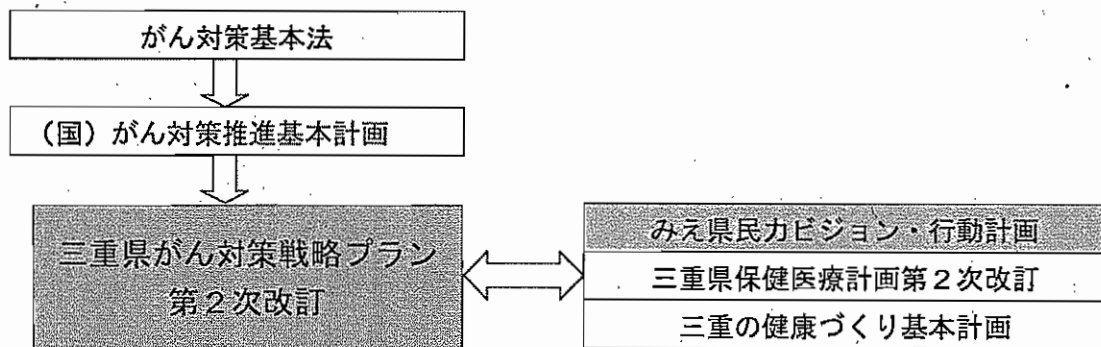 がん対策基本法
（国）がん対策推進基本計画
三重県がん対策戦略プラン
第２次改訂
みえ県民力ビジョン・行動計画
三重県保健医療計画第２次改訂
三重の健康づくり基本計画